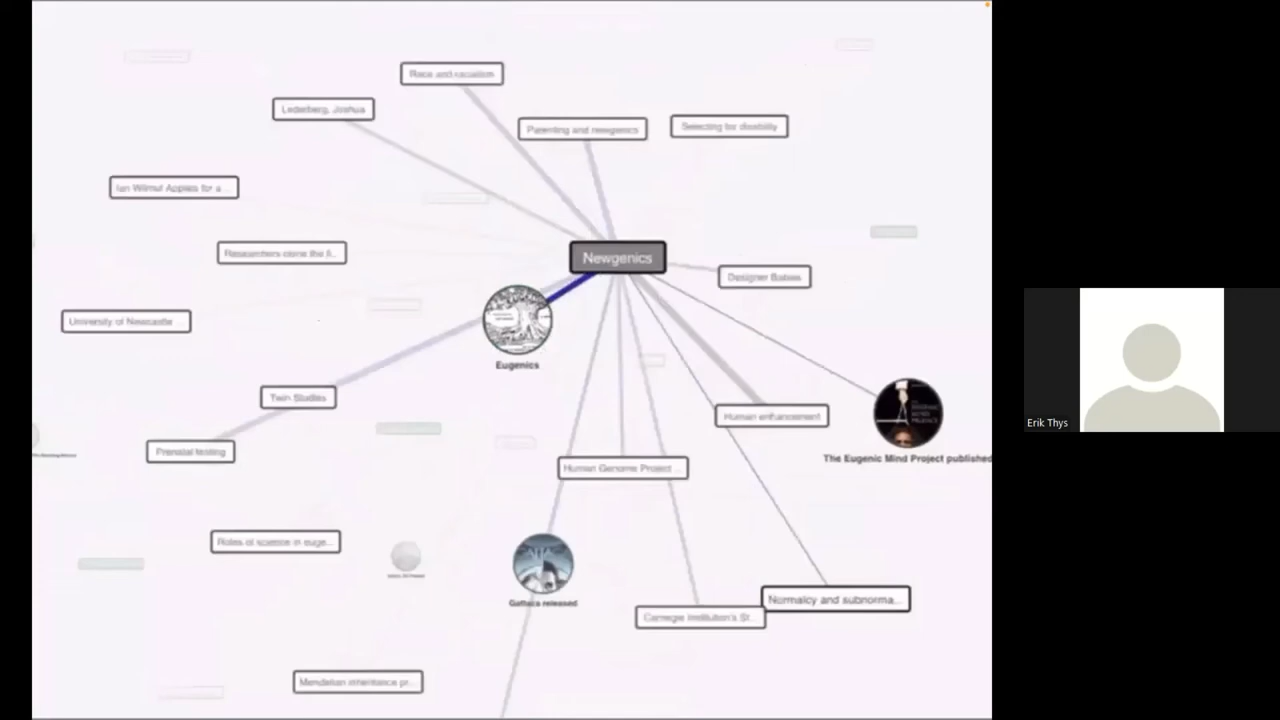 Race and racialism
Lederberg, Joshua
Parenting and newgenics
Selecting for disability
Ian Wilmut Applies for a ...
Researchers clone the fi...
Newgenics
Designer Babies
University of Newcastle
Eugenics
Twin Studies
Human enhancement
Erik Thys
Prenatal testing
The Eugenic Mind Project published
Human Genome Project ...
Roles of science in euge...
Gattaca released
Normalcy and subnorma...
Carnegie Institution's St...
Mendelian inheritance pr...